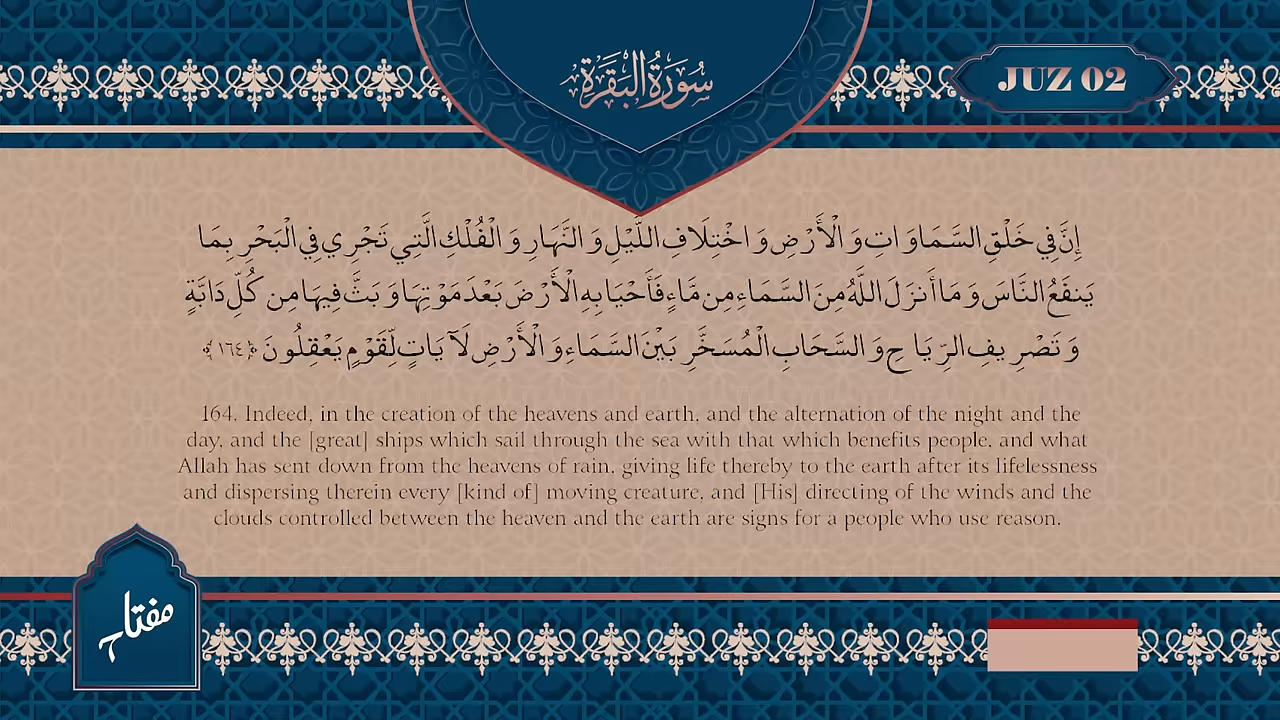 سُورَةُ البَقَرَةِ
JUZ 02
إِنَّ فِي خَلْقِ السَّمَاوَاتِ وَالْأَرْضِ وَاخْتِلَافِ اللَّيْلِ وَالنَّهَارِ وَالْفُلْكِ الَّتِي تَجْرِي فِي الْبَحْرِ بِمَا
يَنفَعُ النَّاسَ وَمَا أَنزَلَ اللَّهُ مِنَ السَّمَاءِ مِن مَّاءٍ فَأَحْيَا بِهِ الْأَرْضَ بَعْدَ مَوْتِهَا وَبَثَّ فِيهَا مِن كُلِّ دَابَّةٍ
وَتَصْرِيفِ الرِّيَاحِ وَالسَّحَابِ الْمُسَخَّرِ بَيْنَ السَّمَاءِ وَالْأَرْضِ لَآيَاتٍ لِّقَوْمٍ يَعْقِلُونَ ﴿١٦٤﴾
164. Indeed, in the creation of the heavens and earth, and the alternation of the night and the
day, and the [great] ships which sail through the sea with that which benefits people, and what
Allah has sent down from the heavens of rain, giving life thereby to the earth after its lifelessness
and dispersing therein every [kind of] moving creature, and [His] directing of the winds and the
clouds controlled between the heaven and the earth are signs for a people who use reason.
مفتاح